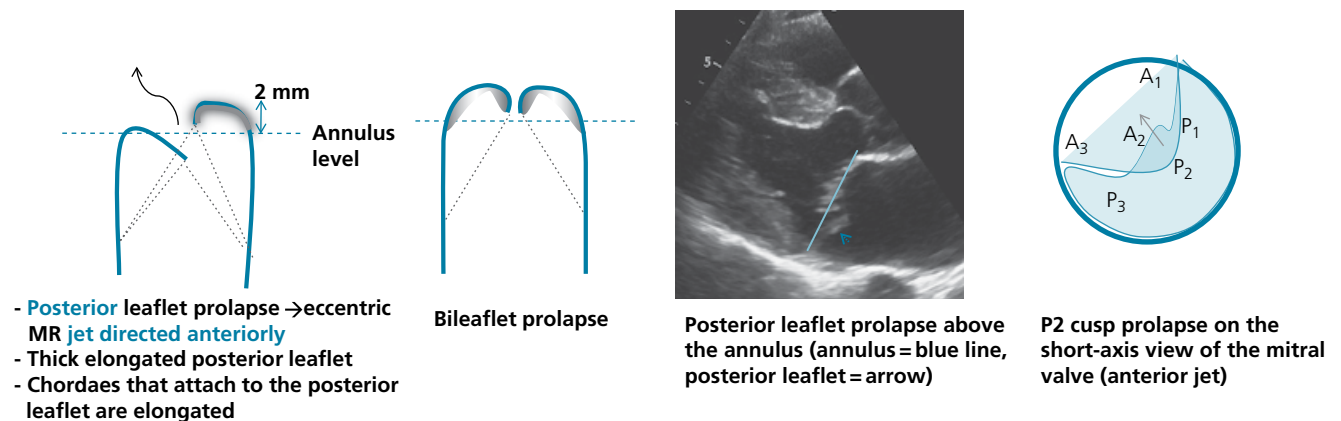 2 mm
Annulus
level
- Posterior leaflet prolapse →eccentric
MR jet directed anteriorly
- Thick elongated posterior leaflet
- Chordaes that attach to the posterior
leaflet are elongated
Bileaflet prolapse
5
Posterior leaflet prolapse above
the annulus (annulus = blue line,
posterior leaflet = arrow)
A1
A2
A3
P1
P2
P3
P2 cusp prolapse on the
short-axis view of the mitral
valve (anterior jet)